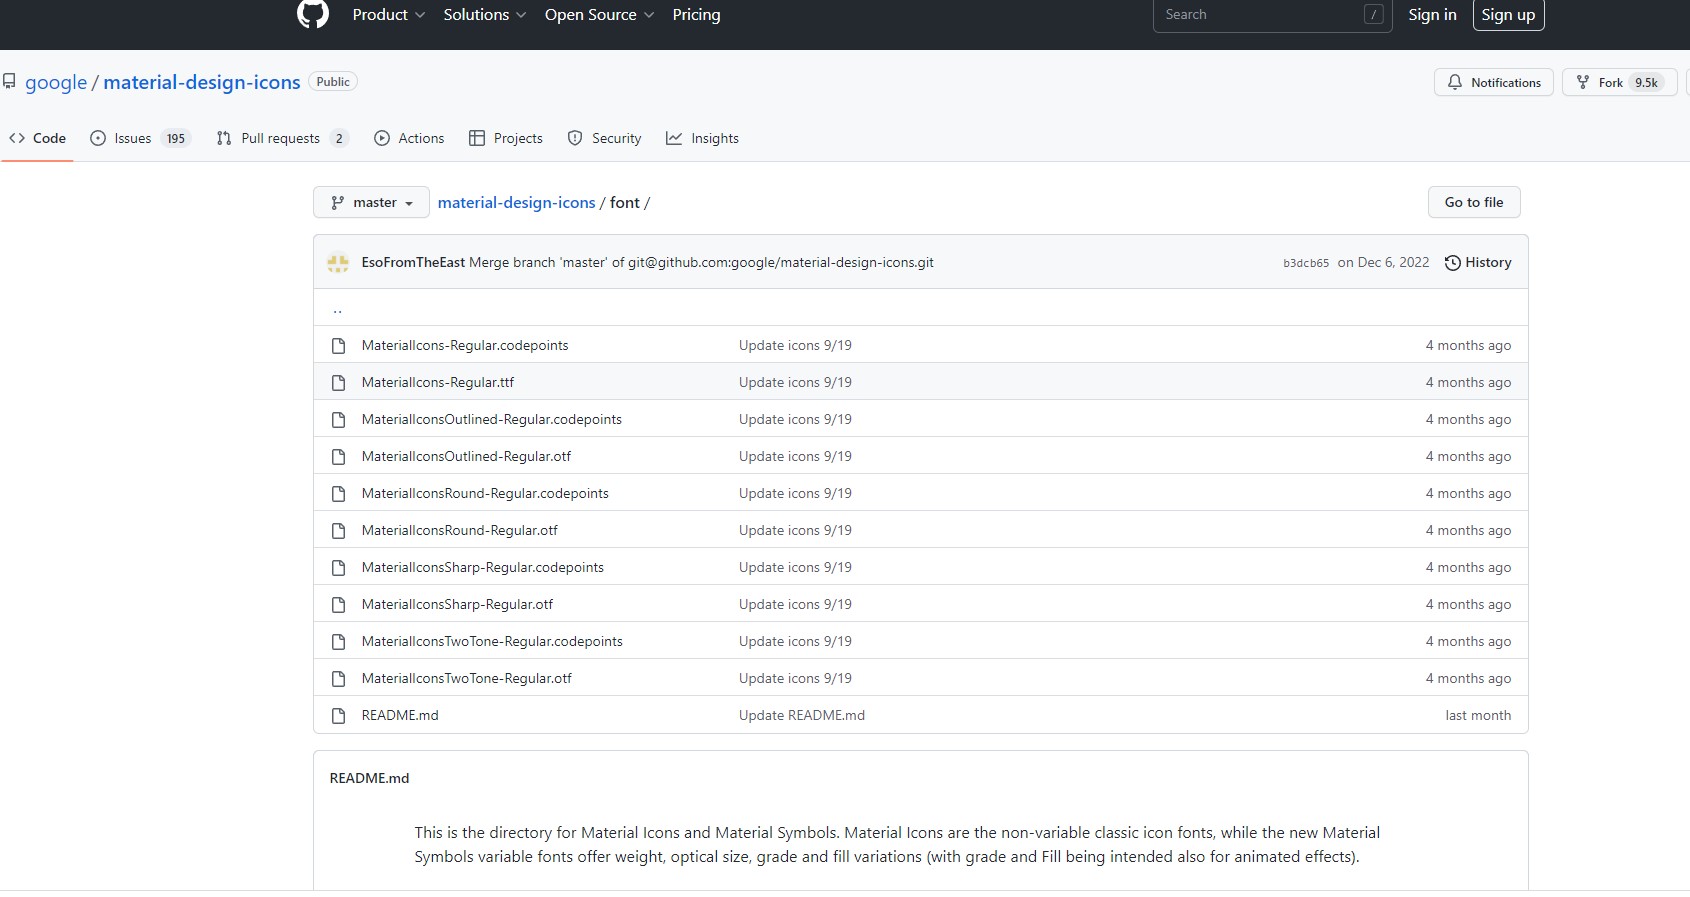 Product Solutions Open Source Pricing Search / Sign in Sign up
google / material-design-icons Public Notifications Fork 9.5k
Code Issues 195 Pull requests 2 Actions Projects Security Insights
master material-design-icons / font / Go to file
EsoFromTheEast Merge branch 'master' of git@github.com:google/material-design-icons.git b3dcb65 on Dec 6, 2022 History
..
MaterialIcons-Regular.codepoints Update icons 9/19 4 months ago
MaterialIcons-Regular.ttf Update icons 9/19 4 months ago
MaterialIconsOutlined-Regular.codepoints Update icons 9/19 4 months ago
MaterialIconsOutlined-Regular.otf Update icons 9/19 4 months ago
MaterialIconsRound-Regular.codepoints Update icons 9/19 4 months ago
MaterialIconsRound-Regular.otf Update icons 9/19 4 months ago
MaterialIconsSharp-Regular.codepoints Update icons 9/19 4 months ago
MaterialIconsSharp-Regular.otf Update icons 9/19 4 months ago
MaterialIconsTwoTone-Regular.codepoints Update icons 9/19 4 months ago
MaterialIconsTwoTone-Regular.otf Update icons 9/19 4 months ago
README.md Update README.md last month
README.md
This is the directory for Material Icons and Material Symbols. Material Icons are the non-variable classic icon fonts, while the new Material
Symbols variable fonts offer weight, optical size, grade and fill variations (with grade and Fill being intended also for animated effects).